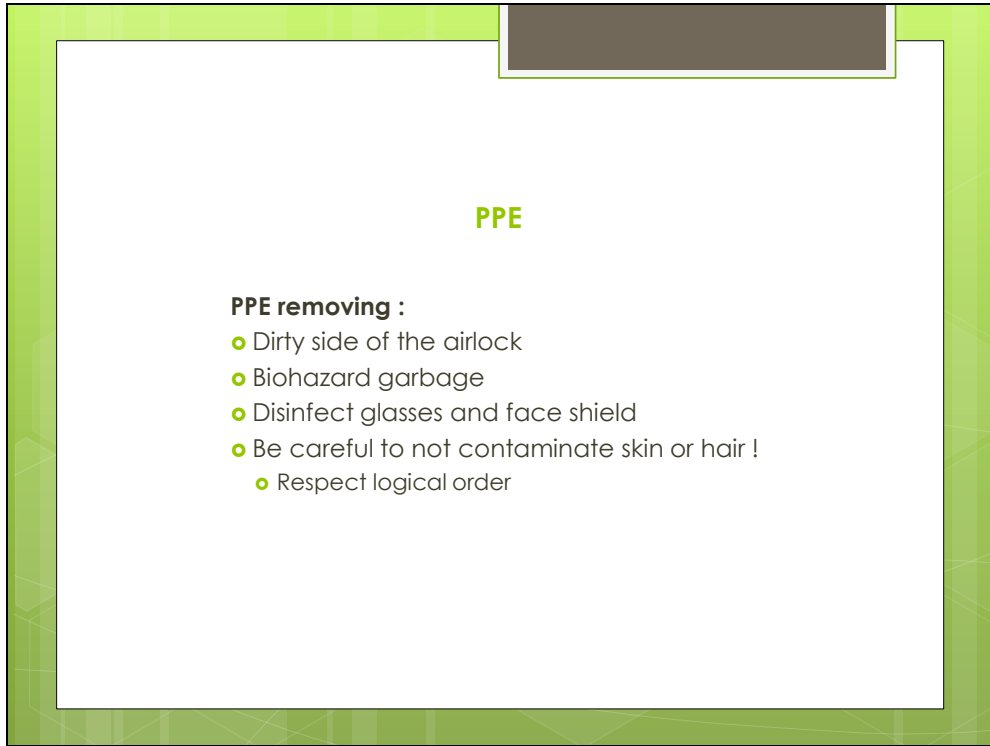 PPE
PPE removing :
Dirty side of the airlock
Biohazard garbage
Disinfect glasses and face shield
Be careful to not contaminate skin or hair !
Respect logical order